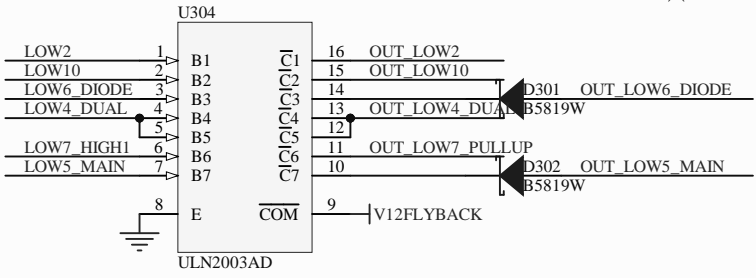 U304
LOW2 1 B1 C1 16 OUT_LOW2
LOW10 2 B2 C2 15 OUT_LOW10
LOW6_DIODE 3 B3 C3 14 D301 OUT_LOW6_DIODE
LOW4_DUAL 4 B4 C4 13 OUT_LOW4_DUAL B5819W
5 B5 C5 12
LOW7_HIGH1 6 B6 C6 11 OUT_LOW7_PULLUP
LOW5_MAIN 7 B7 C7 10 D302 OUT_LOW5_MAIN
B5819W
8 E COM 9 V12FLYBACK
ULN2003AD